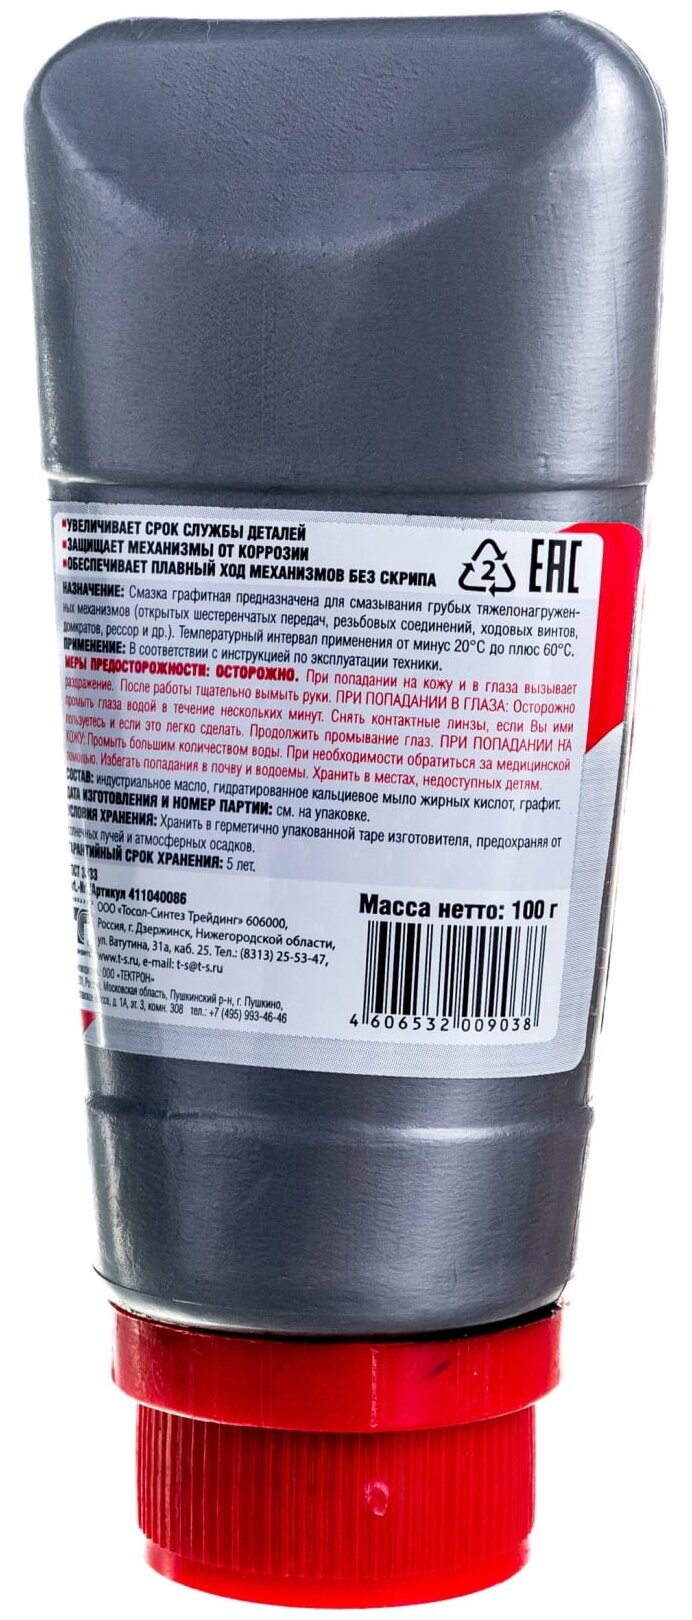 УВЕЛИЧИВАЕТ СРОК СЛУЖБЫ ДЕТАЛЕЙ
ЗАЩИЩАЕТ МЕХАНИЗМЫ ОТ КОРРОЗИИ
ОБЕСПЕЧИВАЕТ ПЛАВНЫЙ ХОД МЕХАНИЗМОВ БЕЗ СКРИПА
2
EAC
НАЗНАЧЕНИЕ: Смазка графитная предназначена для смазывания грубых тяжелонагружен-
ных механизмов (открытых шестеренчатых передач, резьбовых соединений, ходовых винтов,
домкратов, рессор и др.). Температурный интервал применения от минус 20°С до плюс 60°С.
ПРИМЕНЕНИЕ: В соответствии с инструкцией по эксплуатации техники.
МЕРЫ ПРЕДОСТОРОЖНОСТИ: ОСТОРОЖНО. При попадании на кожу и в глаза вызывает
раздражение. После работы тщательно вымыть руки. ПРИ ПОПАДАНИИ В ГЛАЗА: Осторожно
промыть глаза водой в течение нескольких минут. Снять контактные линзы, если Вы ими
пользуетесь и если это легко сделать. Продолжить промывание глаз. ПРИ ПОПАДАНИИ НА
КОЖУ: Промыть большим количеством воды. При необходимости обратиться за медицинской
помощью. Избегать попадания в почву и водоемы. Хранить в местах, недоступных детям.
СОСТАВ: индустриальное масло, гидратированное кальциевое мыло жирных кислот, графит.
ДАТА ИЗГОТОВЛЕНИЯ И НОМЕР ПАРТИИ: см. на упаковке.
УСЛОВИЯ ХРАНЕНИЯ: Хранить в герметично упакованной таре изготовителя, предохраняя от
солнечных лучей и атмосферных осадков.
ГАРАНТИЙНЫЙ СРОК ХРАНЕНИЯ: 5 лет.
Артикул 411040086
ООО «Тосол-Синтез Трейдинг» 606000,
Россия, г. Дзержинск, Нижегородской области,
ул. Ватутина, 31а, каб. 25. Тел.: (8313) 25-53-47,
www.t-s.ru, e-mail: t-s@t-s.ru
ООО «ТЕКТРОН»
Московская область, Пушкинский р-н, г. Пушкино,
д. 1А, эт. 3, комн. 308 тел.: +7 (495) 993-46-46
Масса нетто: 100 г
4 606532 009038